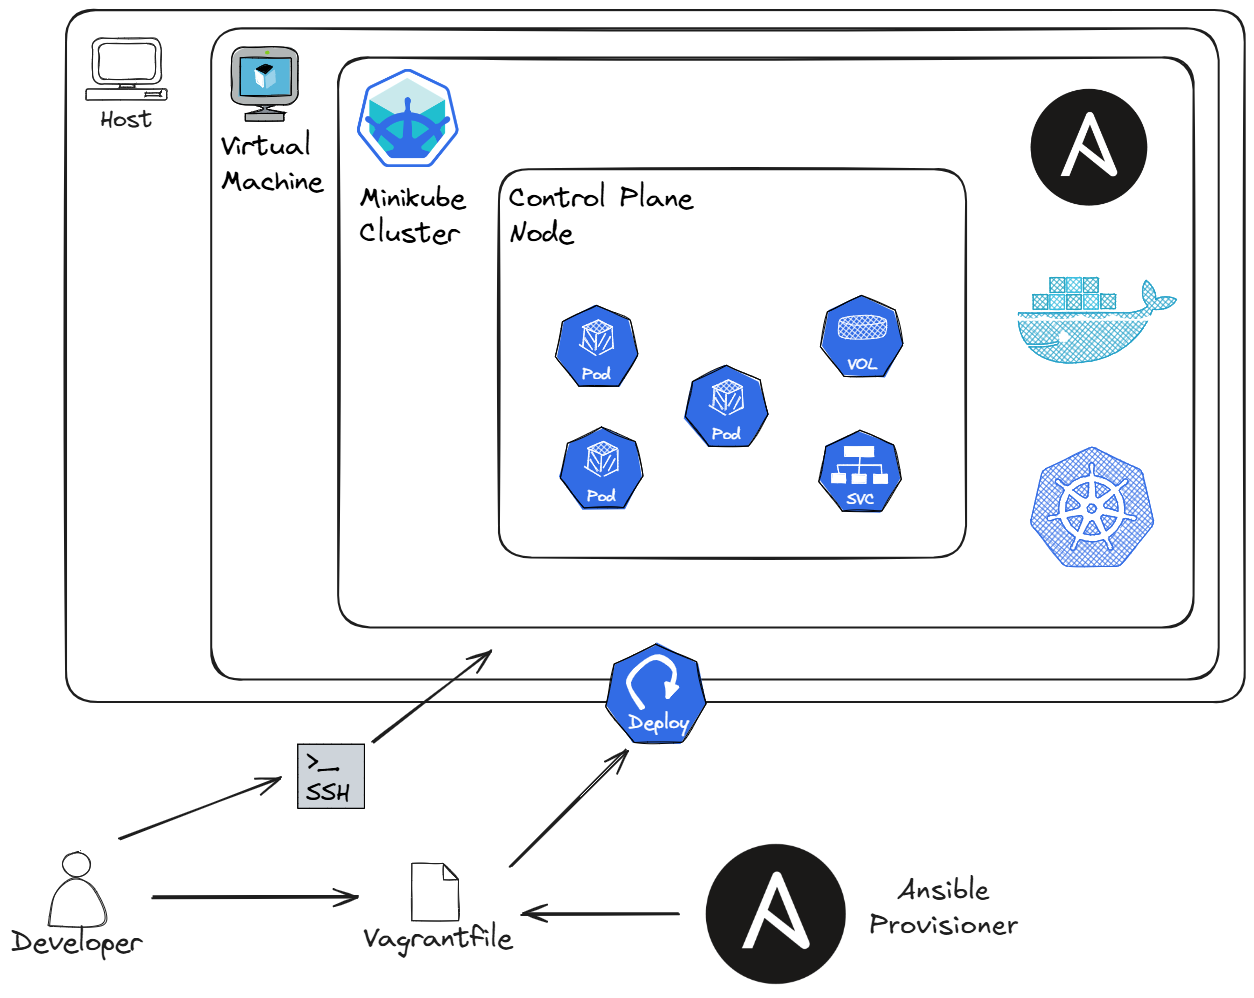 Host
Virtual
Machine
Minikube
Cluster
Control Plane
Node
Pod
VOL
Pod
Pod
SVC
Deploy
>_
SSH
Developer
Vagrantfile
Ansible
Provisioner